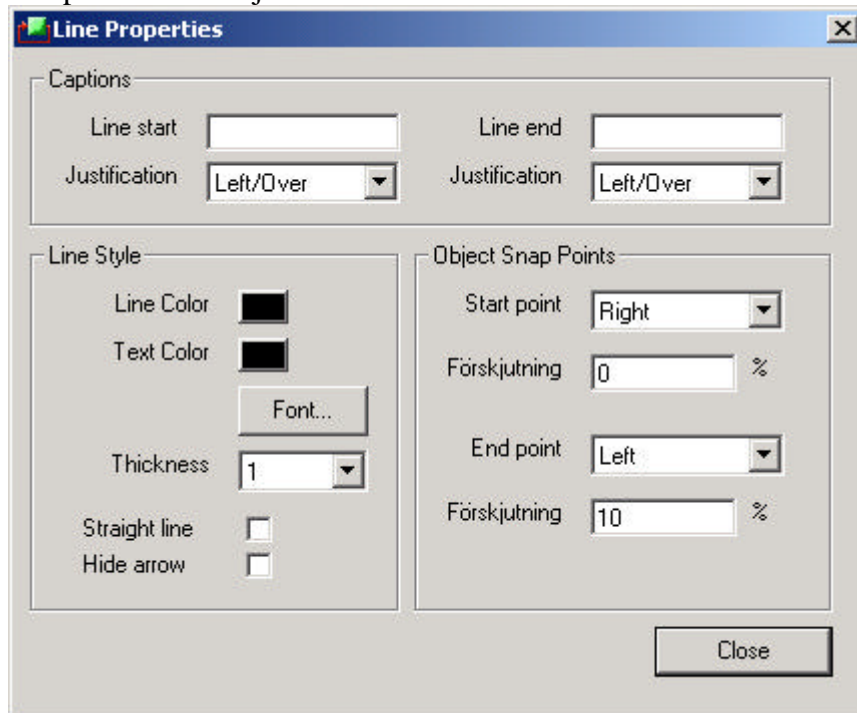 Line Properties
Captions
Line start
Line end
Justification
Left/Over
Justification
Left/Over
Line Style
Line Color
Text Color
Font...
Thickness
1
Straight line
Hide arrow
Object Snap Points
Start point
Right
Förskjutning
0
%
End point
Left
Förskjutning
10
%
Close